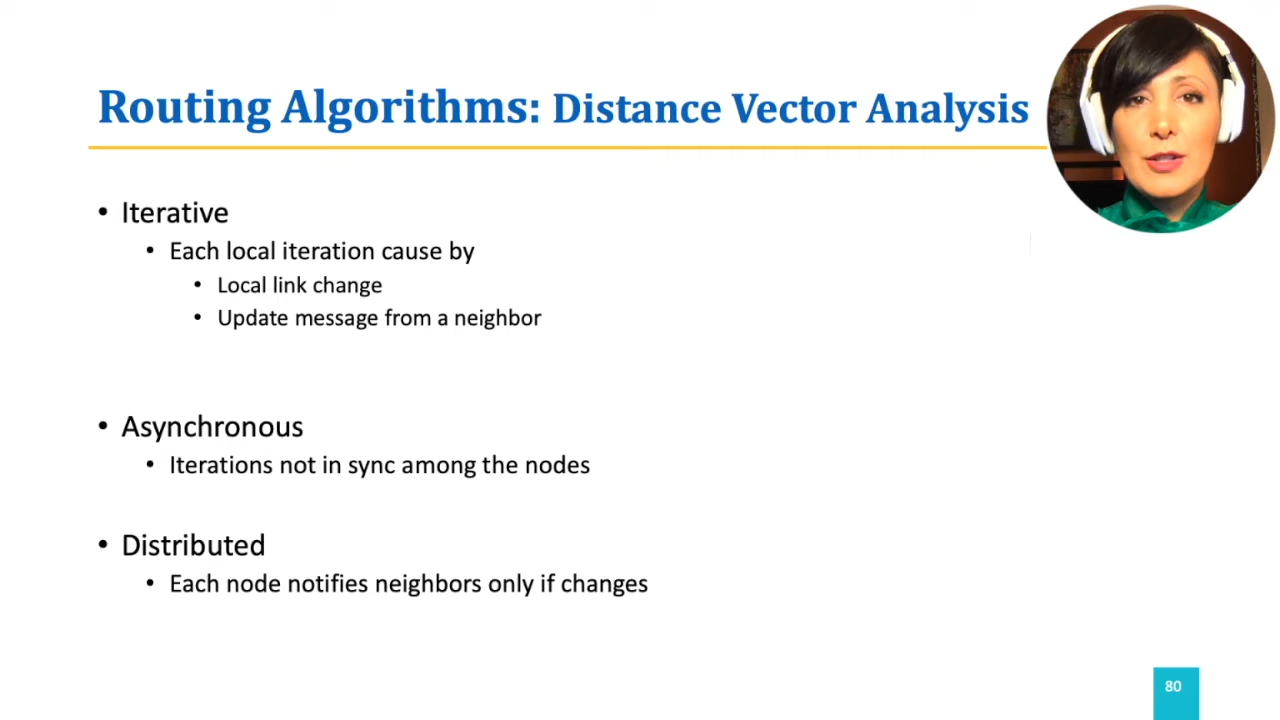 Routing Algorithms: Distance Vector Analysis
• Iterative
• Each local iteration cause by
• Local link change
• Update message from a neighbor
• Asynchronous
• Iterations not in sync among the nodes
• Distributed
• Each node notifies neighbors only if changes
80